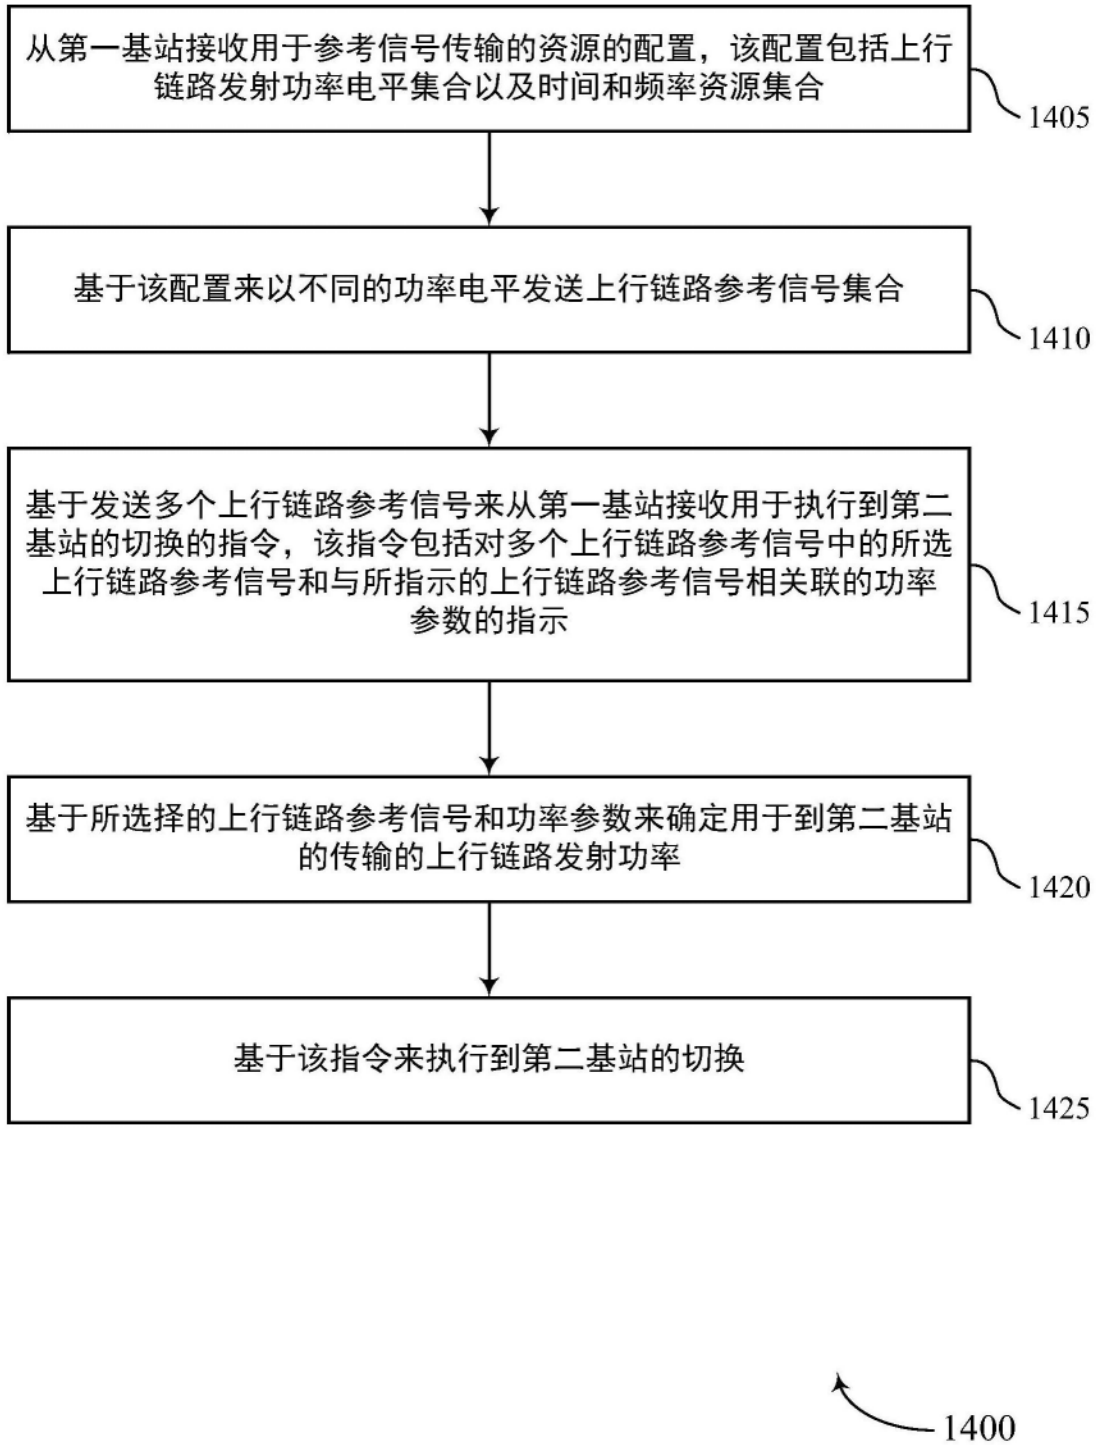 从第一基站接收用于参考信号传输的资源的配置，该配置包括上行
链路发射功率电平集合以及时间和频率资源集合
1405
基于该配置来以不同的功率电平发送上行链路参考信号集合
1410
基于发送多个上行链路参考信号来从第一基站接收用于执行到第二
基站的切换的指令，该指令包括对多个上行链路参考信号中的所选
上行链路参考信号和与所指示的上行链路参考信号相关联的功率
参数的指示
1415
基于所选择的上行链路参考信号和功率参数来确定用于到第二基站
的传输的上行链路发射功率
1420
基于该指令来执行到第二基站的切换
1425
1400